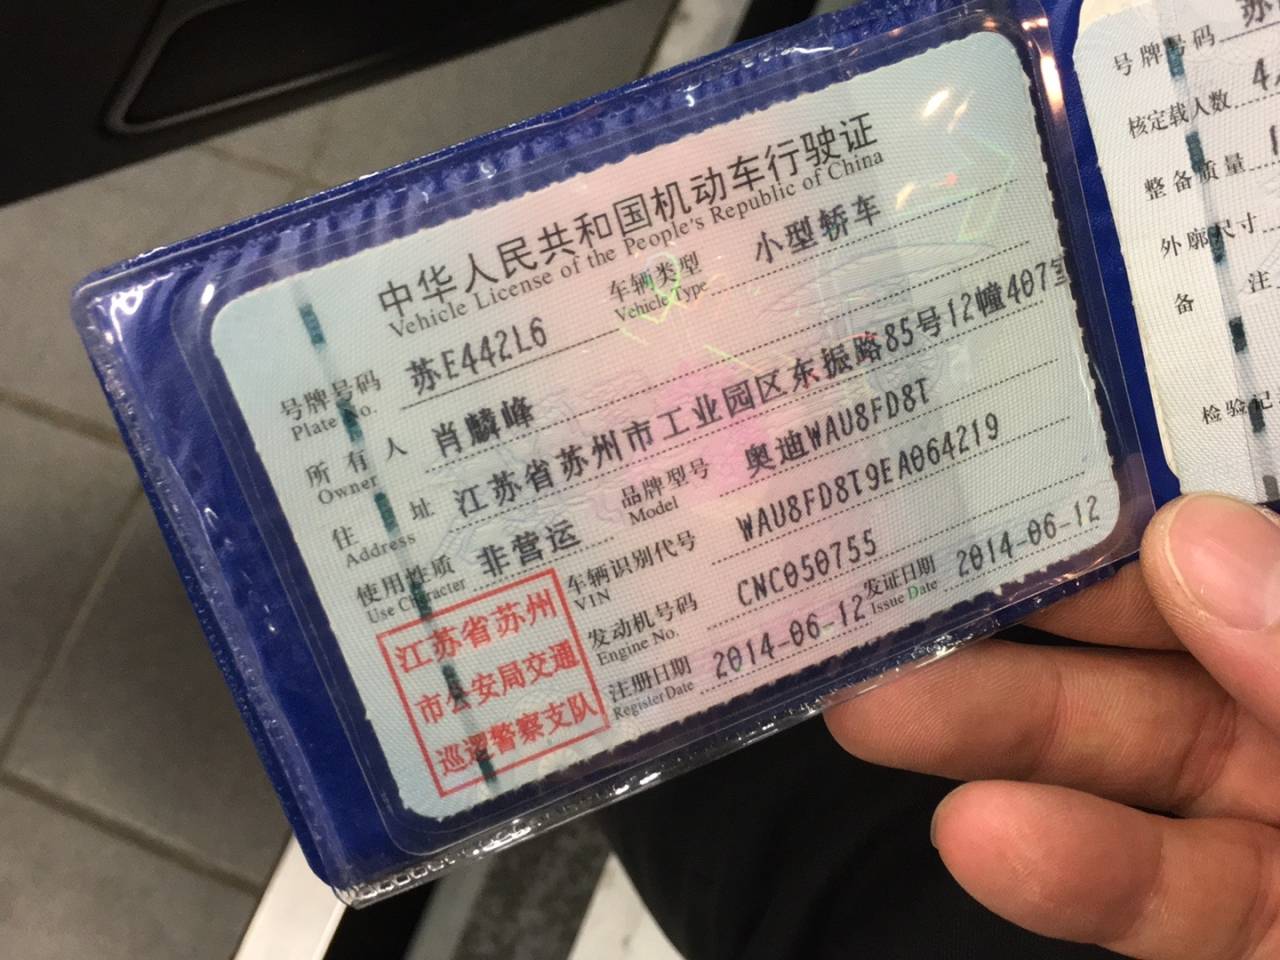 中华人民共和国机动车行驶证
Vehicle License of the People's Republic of China
号牌号码 苏E442L6 车辆类型 小型轿车
Plate No. Vehicle Type
所有人 肖麟峰
Owner
住址 江苏省苏州市工业园区东振路85号12幢407室
Address
使用性质 非营运 品牌型号 奥迪WAU8FD8T
Use Character Model
车辆识别代号 WAU8FD8T9EA064219
VIN
发动机号码 CNC050755
Engine No.
注册日期 2014-06-12 发证日期 2014-06-12
Register Date Issue Date
江苏省苏州
市公安局交通
巡逻警察支队
号牌号码 苏
核定载人数 4
整备质量
外廓尺寸
备注
检验记